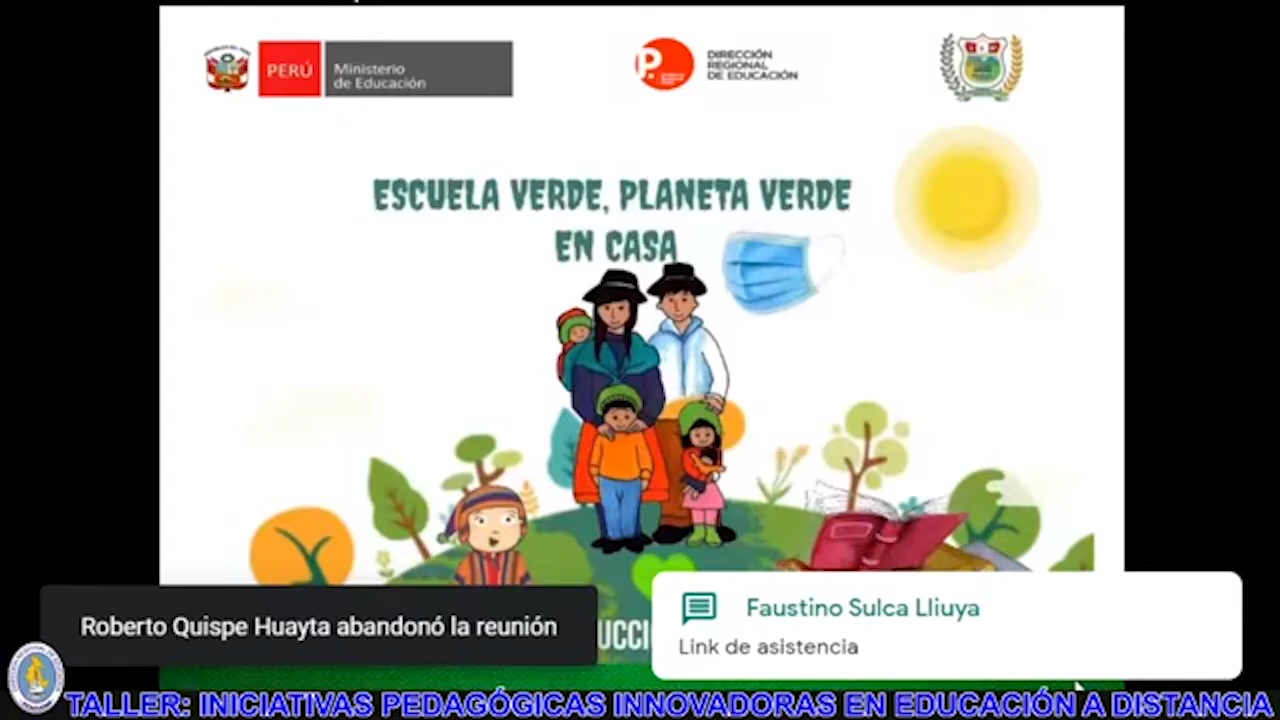 PERÚ
Ministerio
de Educación
DIRECCIÓN
REGIONAL
DE EDUCACIÓN
ESCUELA VERDE, PLANETA VERDE
EN CASA
Roberto Quispe Huayta abandonó la reunión
Faustino Sulca Lliuya
Link de asistencia
TALLER: INICIATIVAS PEDAGÓGICAS INNOVADORAS EN EDUCACIÓN A DISTANCIA